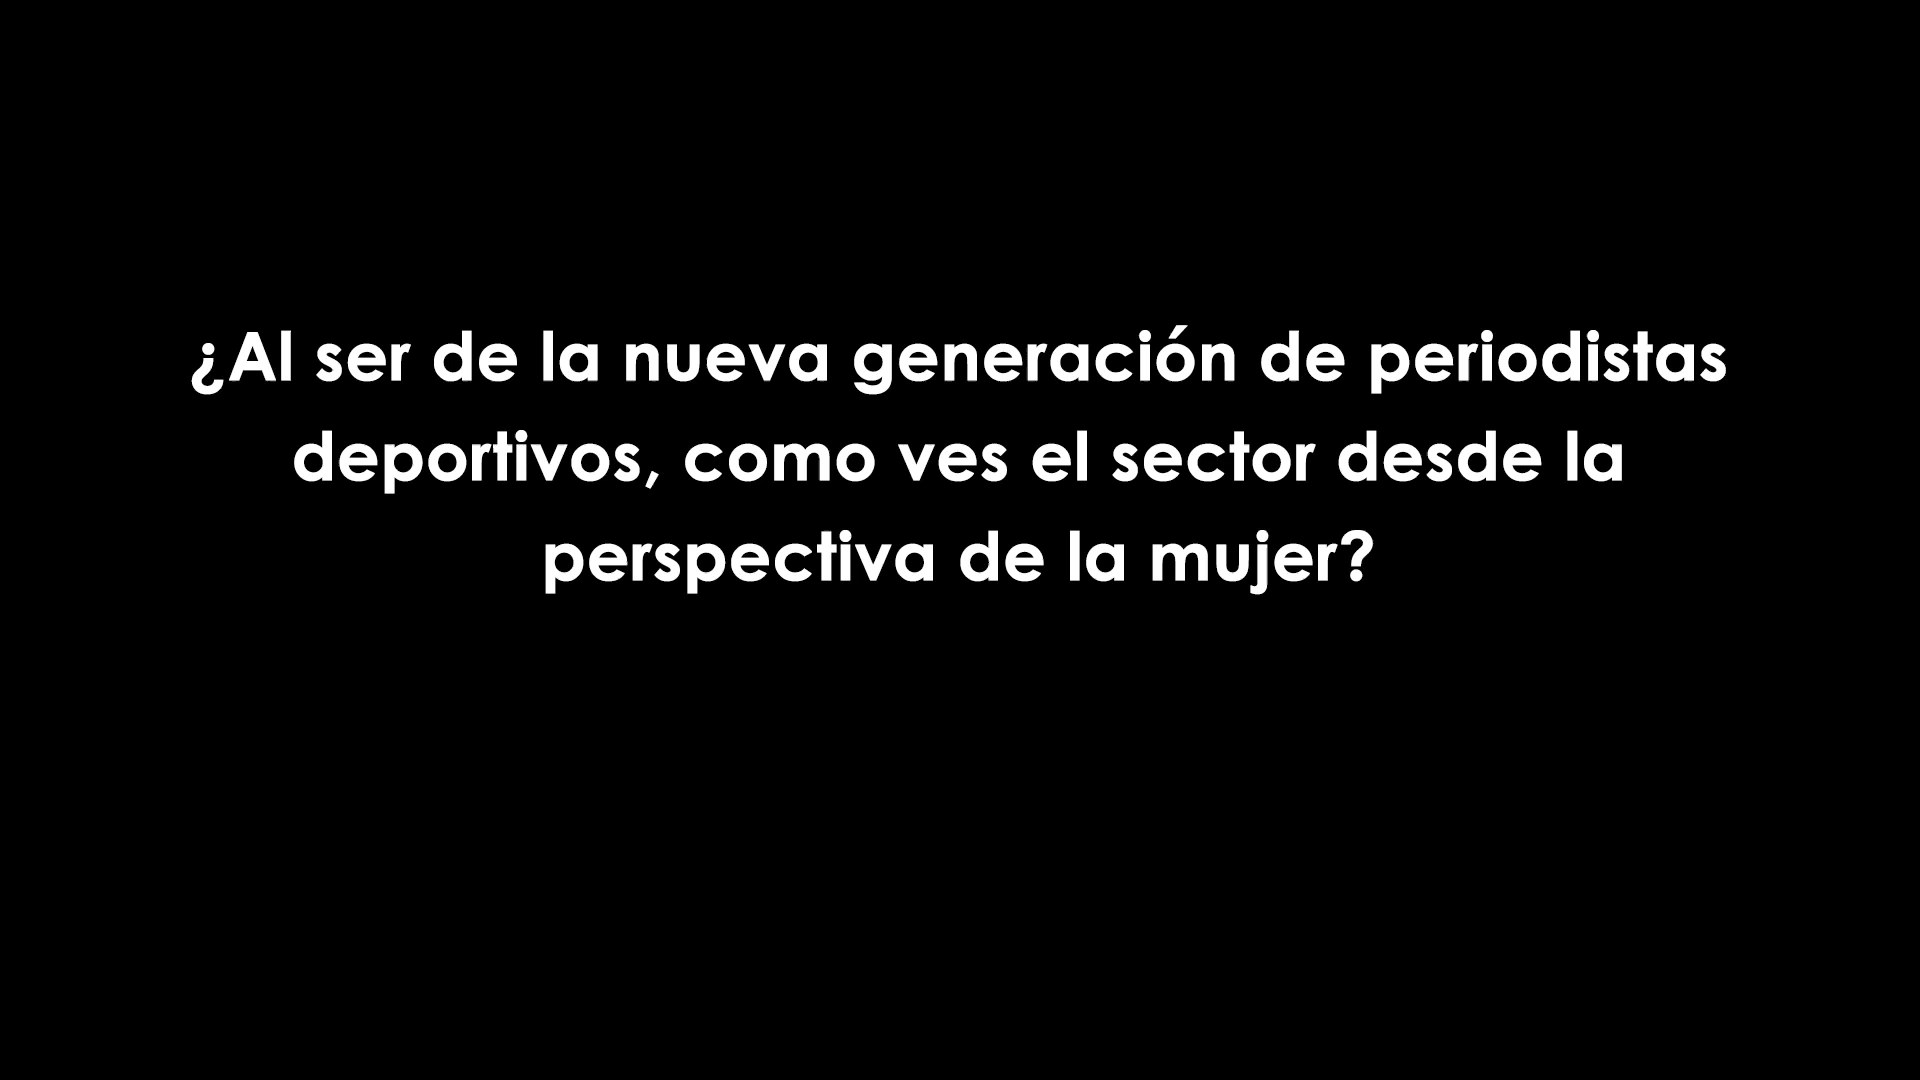 ¿Al ser de la nueva generación de periodistas
deportivos, como ves el sector desde la
perspectiva de la mujer?